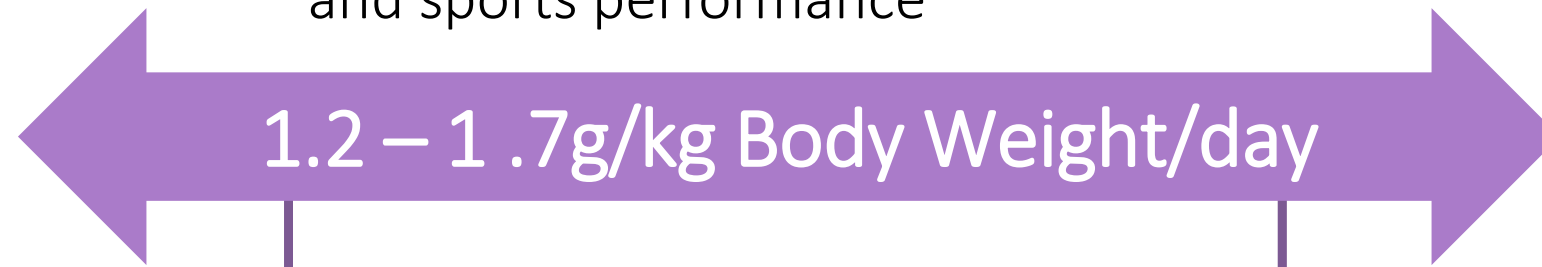 and sports performance
1.2 – 1 .7g/kg Body Weight/day